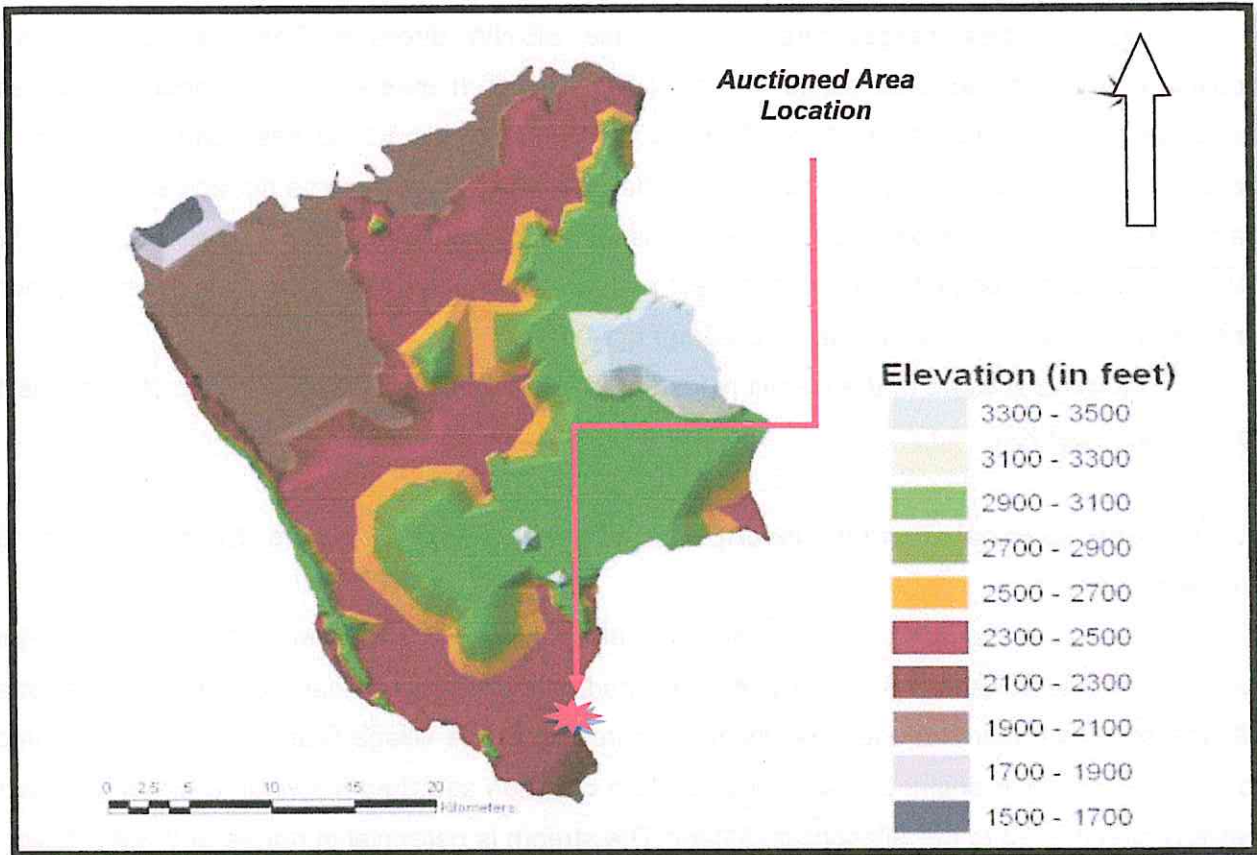 Auctioned Area
Location
Elevation (in feet)
3300 - 3500
3100 - 3300
2900 - 3100
2700 - 2900
2500 - 2700
2300 - 2500
2100 - 2300
1900 - 2100
1700 - 1900
1500 - 1700
0 2.5 5 10 15 20
Kilometers